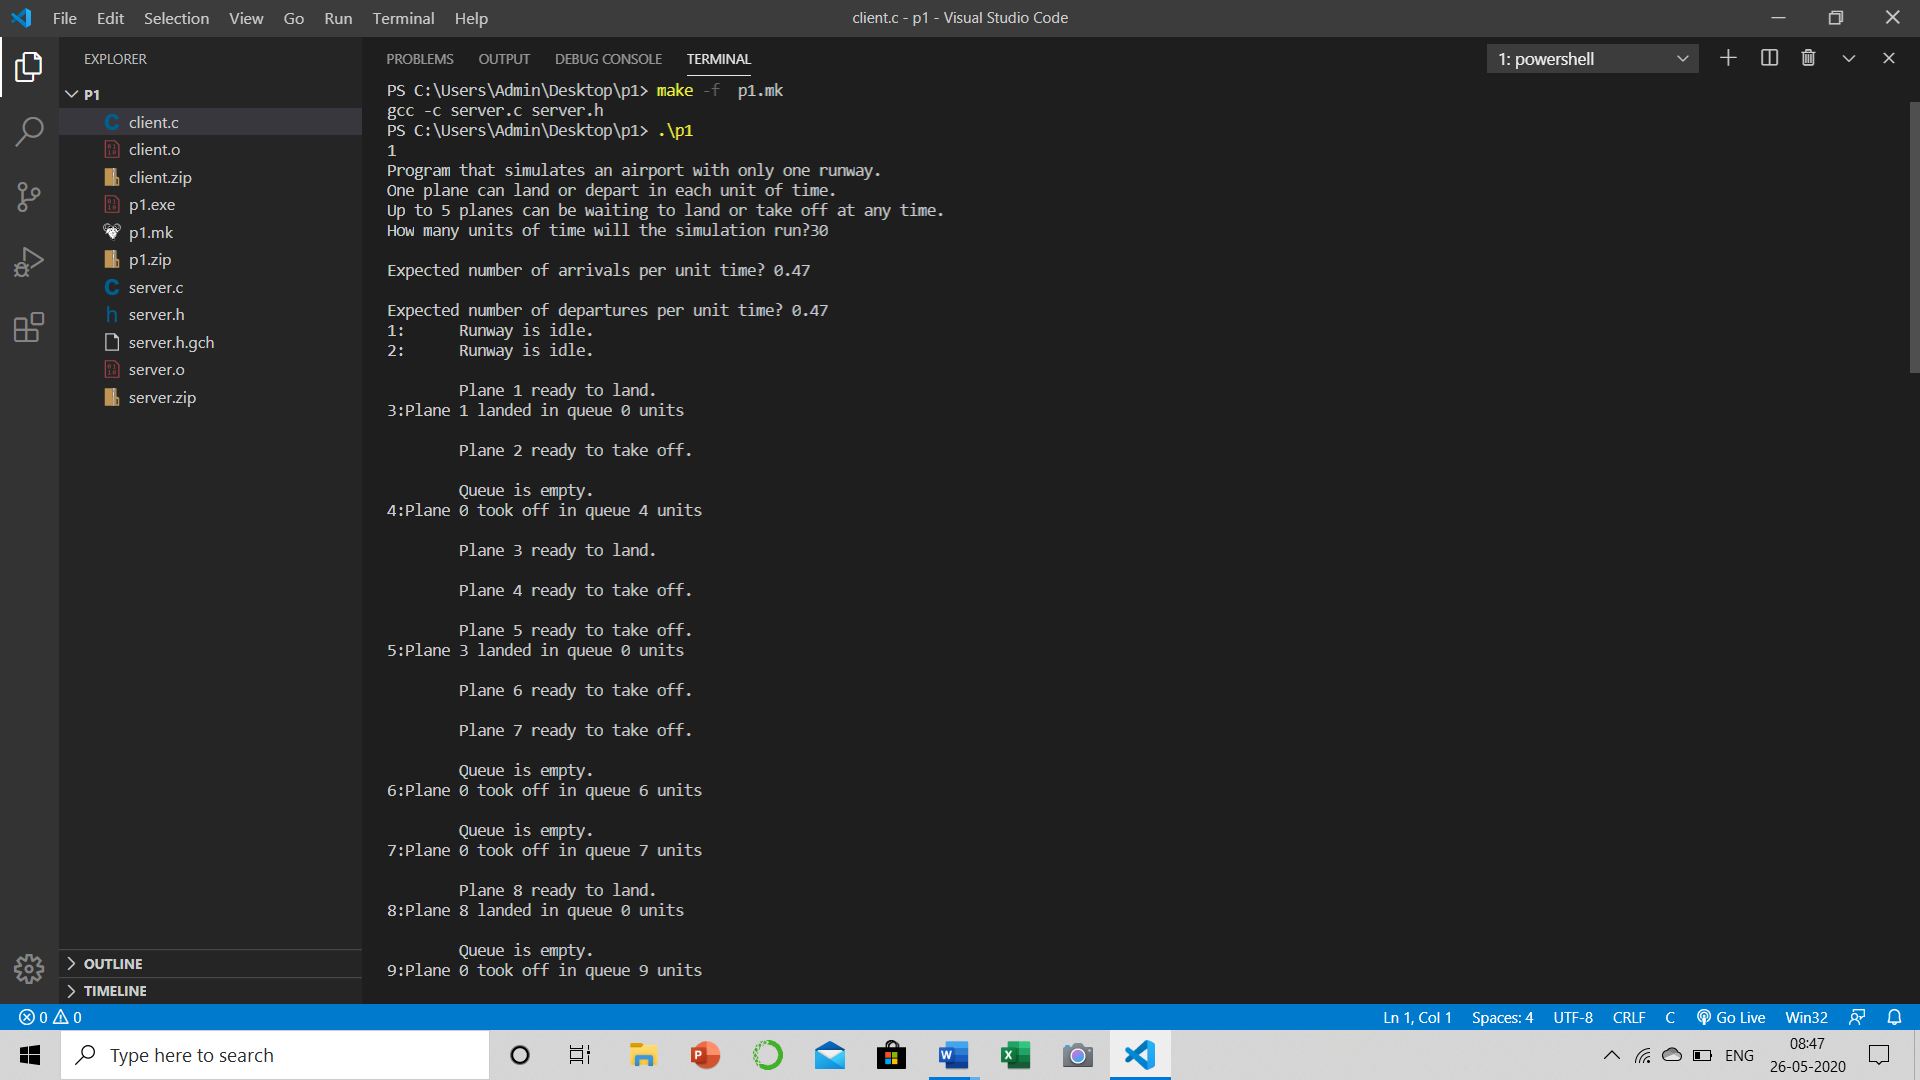 File Edit Selection View Go Run Terminal Help
client.c - p1 - Visual Studio Code
EXPLORER
P1
C client.c
client.o
client.zip
p1.exe
p1.mk
p1.zip
C server.c
h server.h
server.h.gch
server.o
server.zip
OUTLINE
TIMELINE
PROBLEMS OUTPUT DEBUG CONSOLE TERMINAL
1: powershell
PS C:\Users\Admin\Desktop\p1> make -f  p1.mk
gcc -c server.c server.h
PS C:\Users\Admin\Desktop\p1> .\p1
1
Program that simulates an airport with only one runway.
One plane can land or depart in each unit of time.
Up to 5 planes can be waiting to land or take off at any time.
How many units of time will the simulation run?30
Expected number of arrivals per unit time? 0.47
Expected number of departures per unit time? 0.47
1:      Runway is idle.
2:      Runway is idle.
Plane 1 ready to land.
3:Plane 1 landed in queue 0 units
Plane 2 ready to take off.
Queue is empty.
4:Plane 0 took off in queue 4 units
Plane 3 ready to land.
Plane 4 ready to take off.
Plane 5 ready to take off.
5:Plane 3 landed in queue 0 units
Plane 6 ready to take off.
Plane 7 ready to take off.
Queue is empty.
6:Plane 0 took off in queue 6 units
Queue is empty.
7:Plane 0 took off in queue 7 units
Plane 8 ready to land.
8:Plane 8 landed in queue 0 units
Queue is empty.
9:Plane 0 took off in queue 9 units
0 0
Ln 1, Col 1 Spaces: 4 UTF-8 CRLF C Go Live Win32
Type here to search
ENG
08:47
26-05-2020